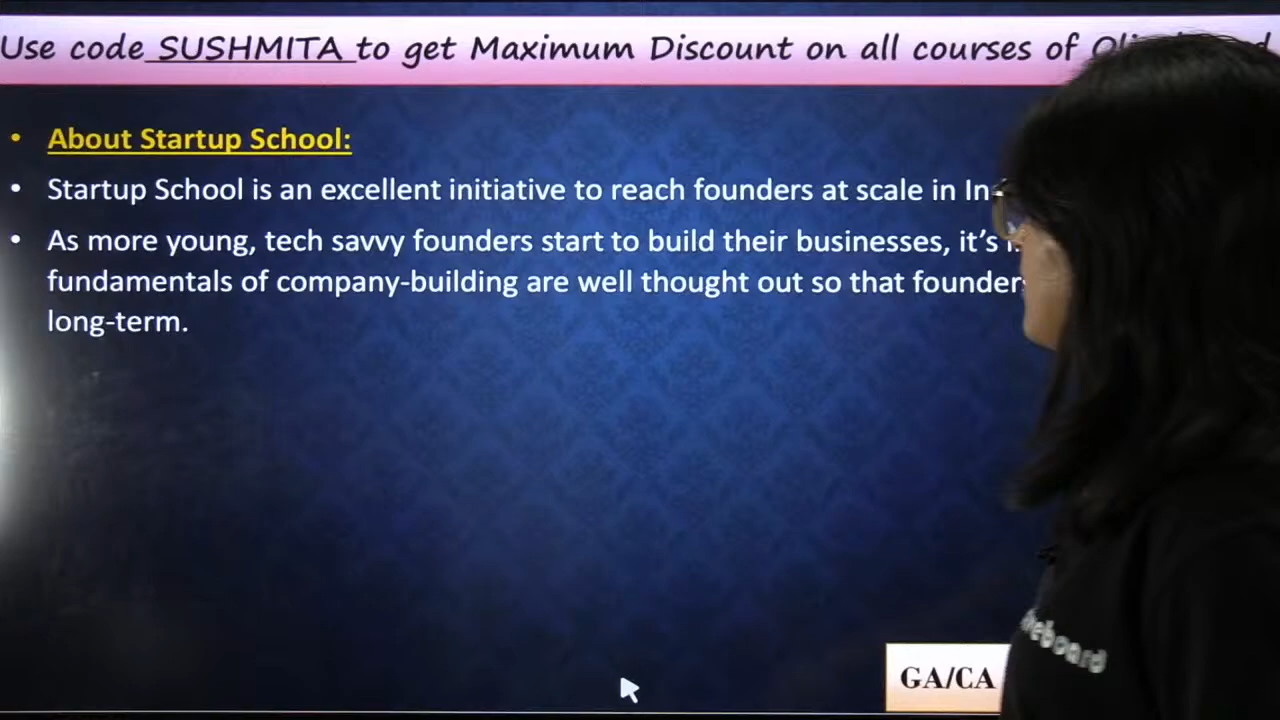 Use code SUSHMITA to get Maximum Discount on all courses of
• About Startup School:
• Startup School is an excellent initiative to reach founders at scale in
• As more young, tech savvy founders start to build their businesses, it's
fundamentals of company-building are well thought out so that
long-term.
GA/CA